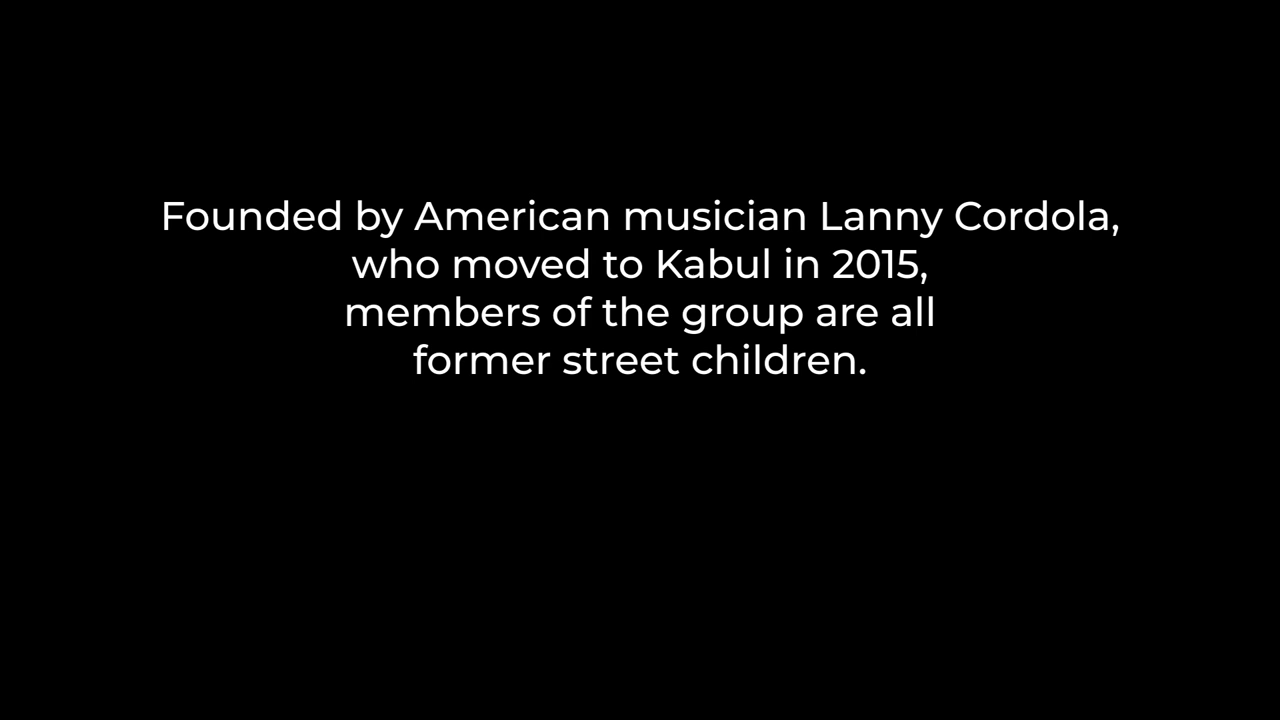 Founded by American musician Lanny Cordola,
who moved to Kabul in 2015,
members of the group are all
former street children.